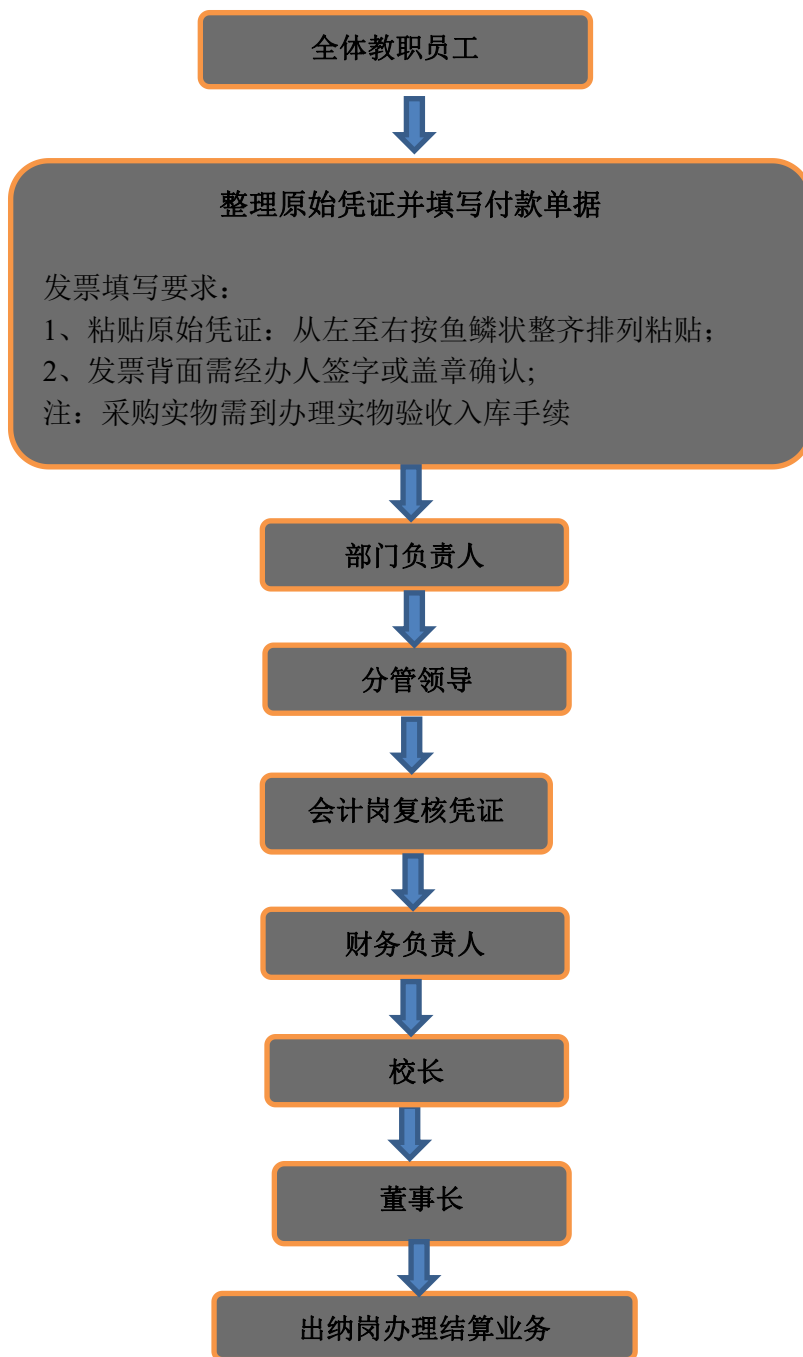 全体教职员工
整理原始凭证并填写付款单据
发票填写要求：
1、粘贴原始凭证：从左至右按鱼鳞状整齐排列粘贴；
2、发票背面需经办人签字或盖章确认;
注：采购实物需到办理实物验收入库手续
部门负责人
分管领导
会计岗复核凭证
财务负责人
校长
董事长
出纳岗办理结算业务